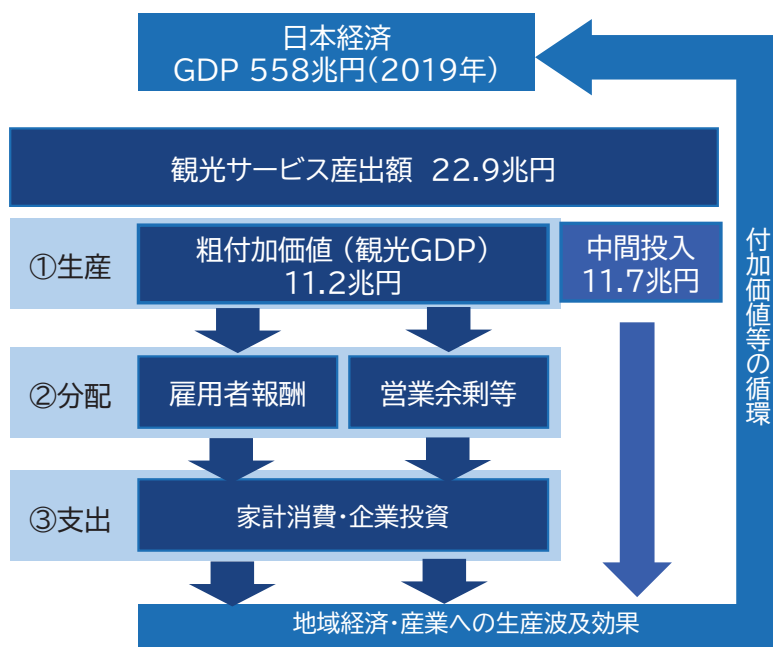 日本経済
GDP 558兆円(2019年)
観光サービス産出額 22.9兆円
①生産
粗付加価値(観光GDP)
11.2兆円
中間投入
11.7兆円
付加価値等の循環
②分配
雇用者報酬
営業余剰等
③支出
家計消費・企業投資
地域経済・産業への生産波及効果